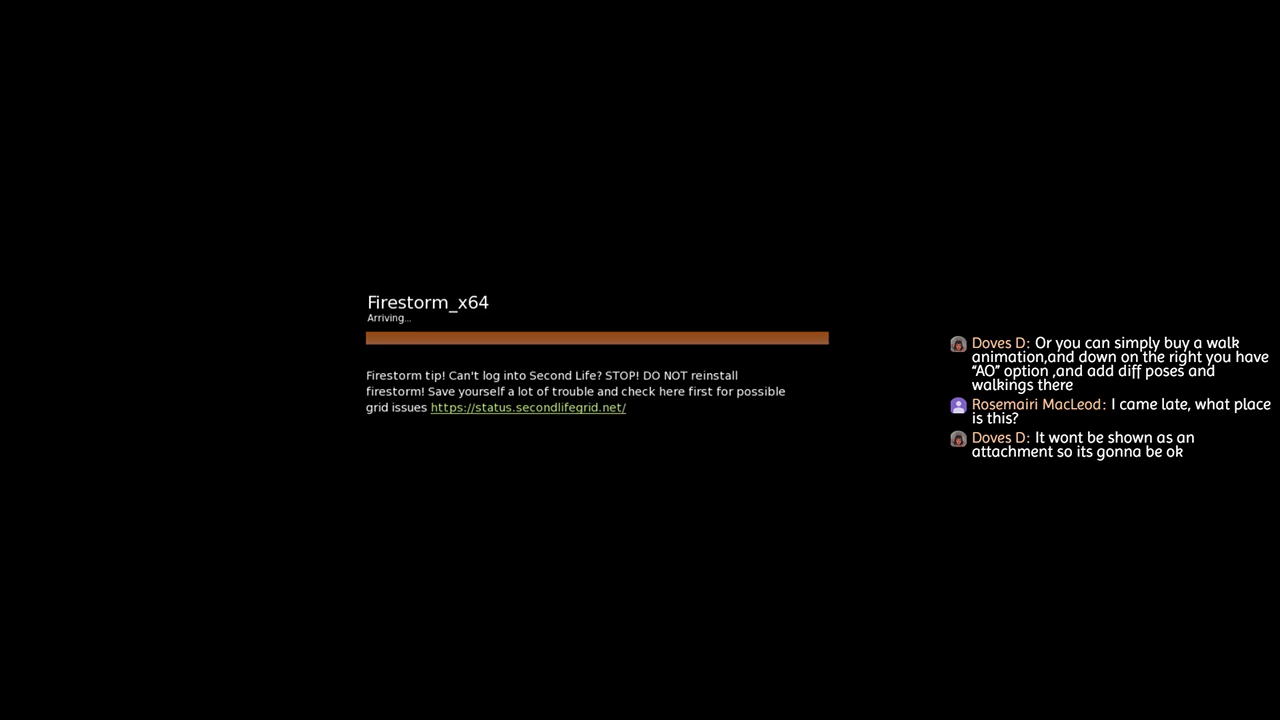 Firestorm_x64
Arriving...
Firestorm tip! Can't log into Second Life? STOP! DO NOT reinstall
firestorm! Save yourself a lot of trouble and check here first for possible
grid issues https://status.secondlifegrid.net/
Doves D: Or you can simply buy a walk
animation,and down on the right you have
“AO” option ,and add diff poses and
walkings there
Rosemairi MacLeod: I came late, what place
is this?
Doves D: It wont be shown as an
attachment so its gonna be ok